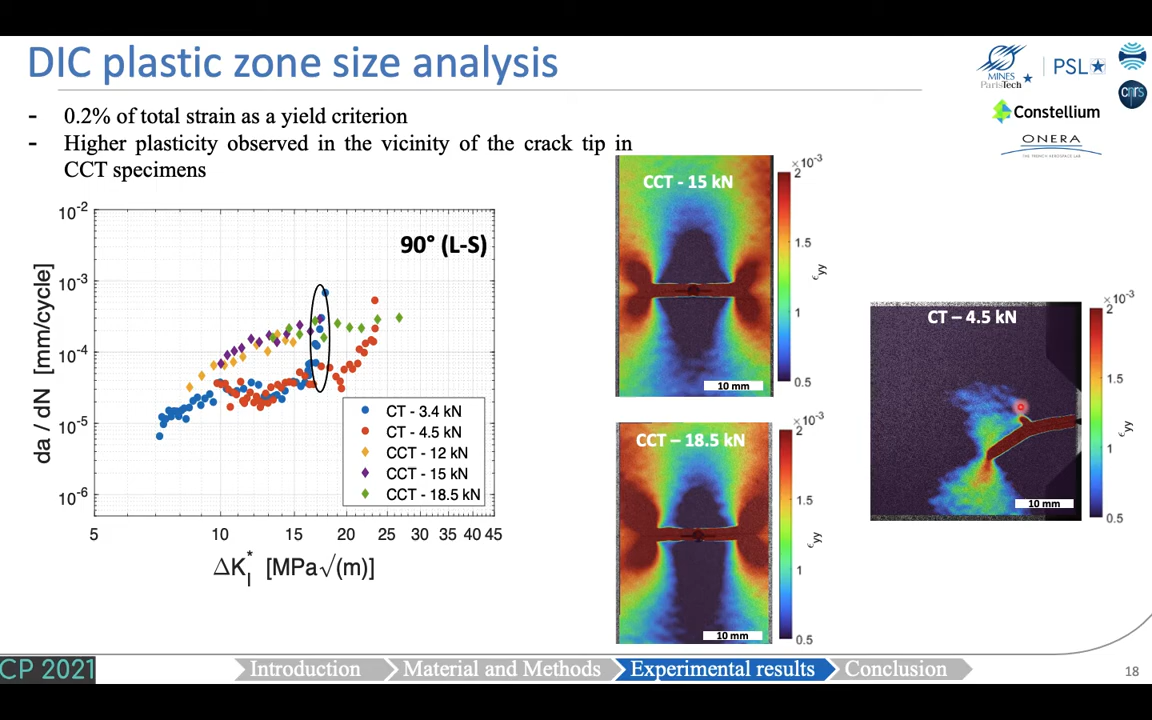 DIC plastic zone size analysis
MINES
ParisTech
PSL
cnrs
Constellium
ONERA
THE FRENCH AEROSPACE LAB
- 0.2% of total strain as a yield criterion
- Higher plasticity observed in the vicinity of the crack tip in
CCT specimens
da / dN [mm/cycle]
10-2
10-3
10-4
10-5
10-6
90° (L-S)
CT - 3.4 kN
CT - 4.5 kN
CCT - 12 kN
CCT - 15 kN
CCT - 18.5 kN
5 10 15 20 25 30 35 40 45
ΔK*I [MPa√(m)]
CCT - 15 kN
10 mm
×10-3
2
1.5
1
0.5
ϵyy
CCT – 18.5 kN
10 mm
×10-3
2
1.5
1
0.5
ϵyy
CT – 4.5 kN
10 mm
×10-3
2
1.5
1
0.5
ϵyy
CP 2021
Introduction
Material and Methods
Experimental results
Conclusion
18